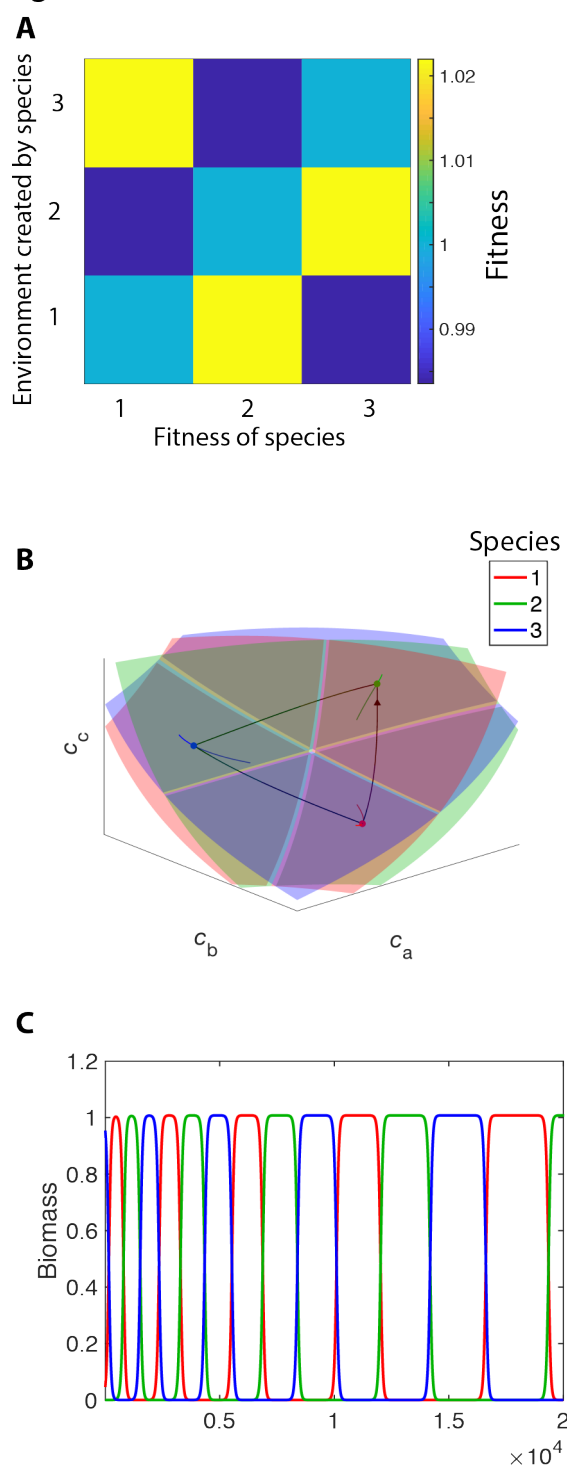 A
Environment created by species
3
2
1
1 2 3
Fitness of species
1.02
1.01
1
0.99
Fitness
B
Species
1
2
3
c_c
c_b
c_a
C
Biomass
1.2
1
0.8
0.6
0.4
0.2
0
0.5 1 1.5 2
×10^4